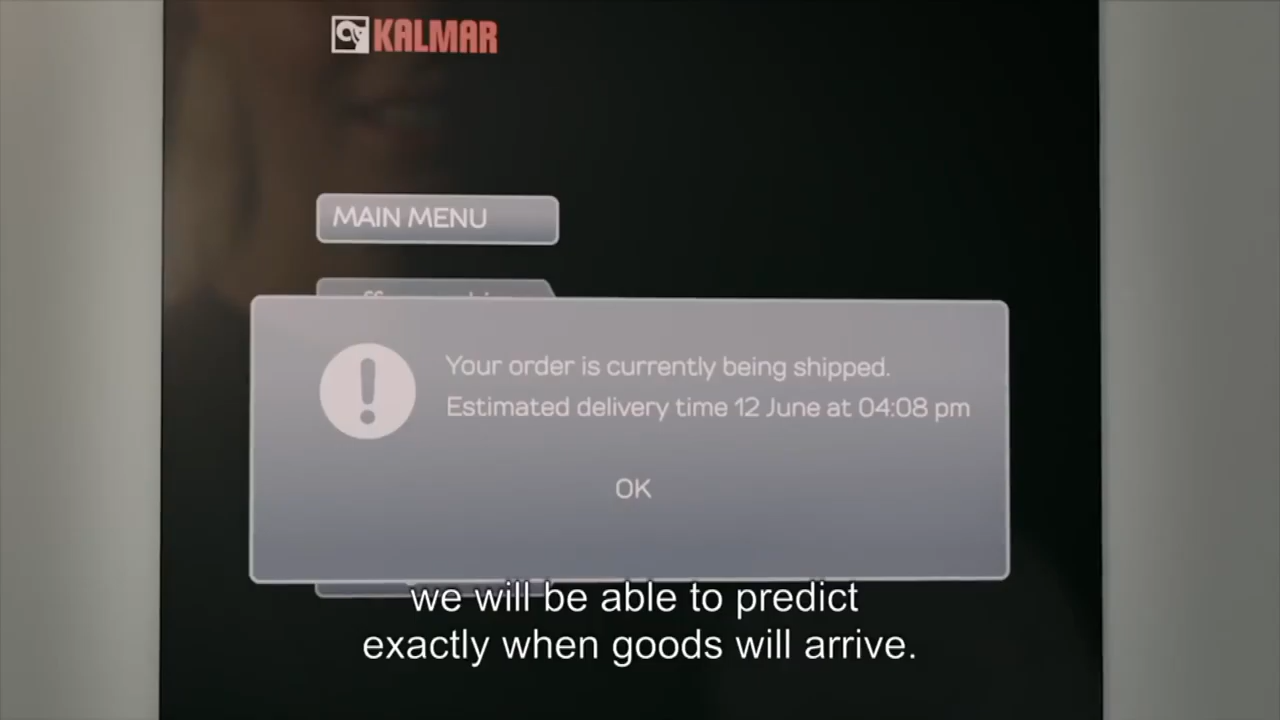 KALMAR
MAIN MENU
Your order is currently being shipped.
Estimated delivery time 12 June at 04:08 pm
OK
we will be able to predict
exactly when goods will arrive.